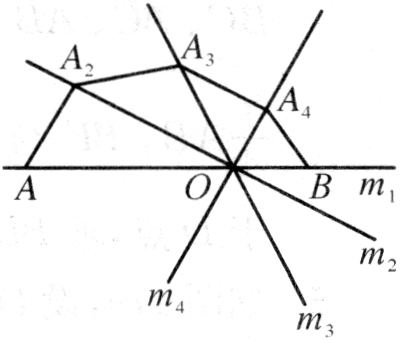 A₂ A₃ A₄
A O B m₁
m₂
m₄ m₃